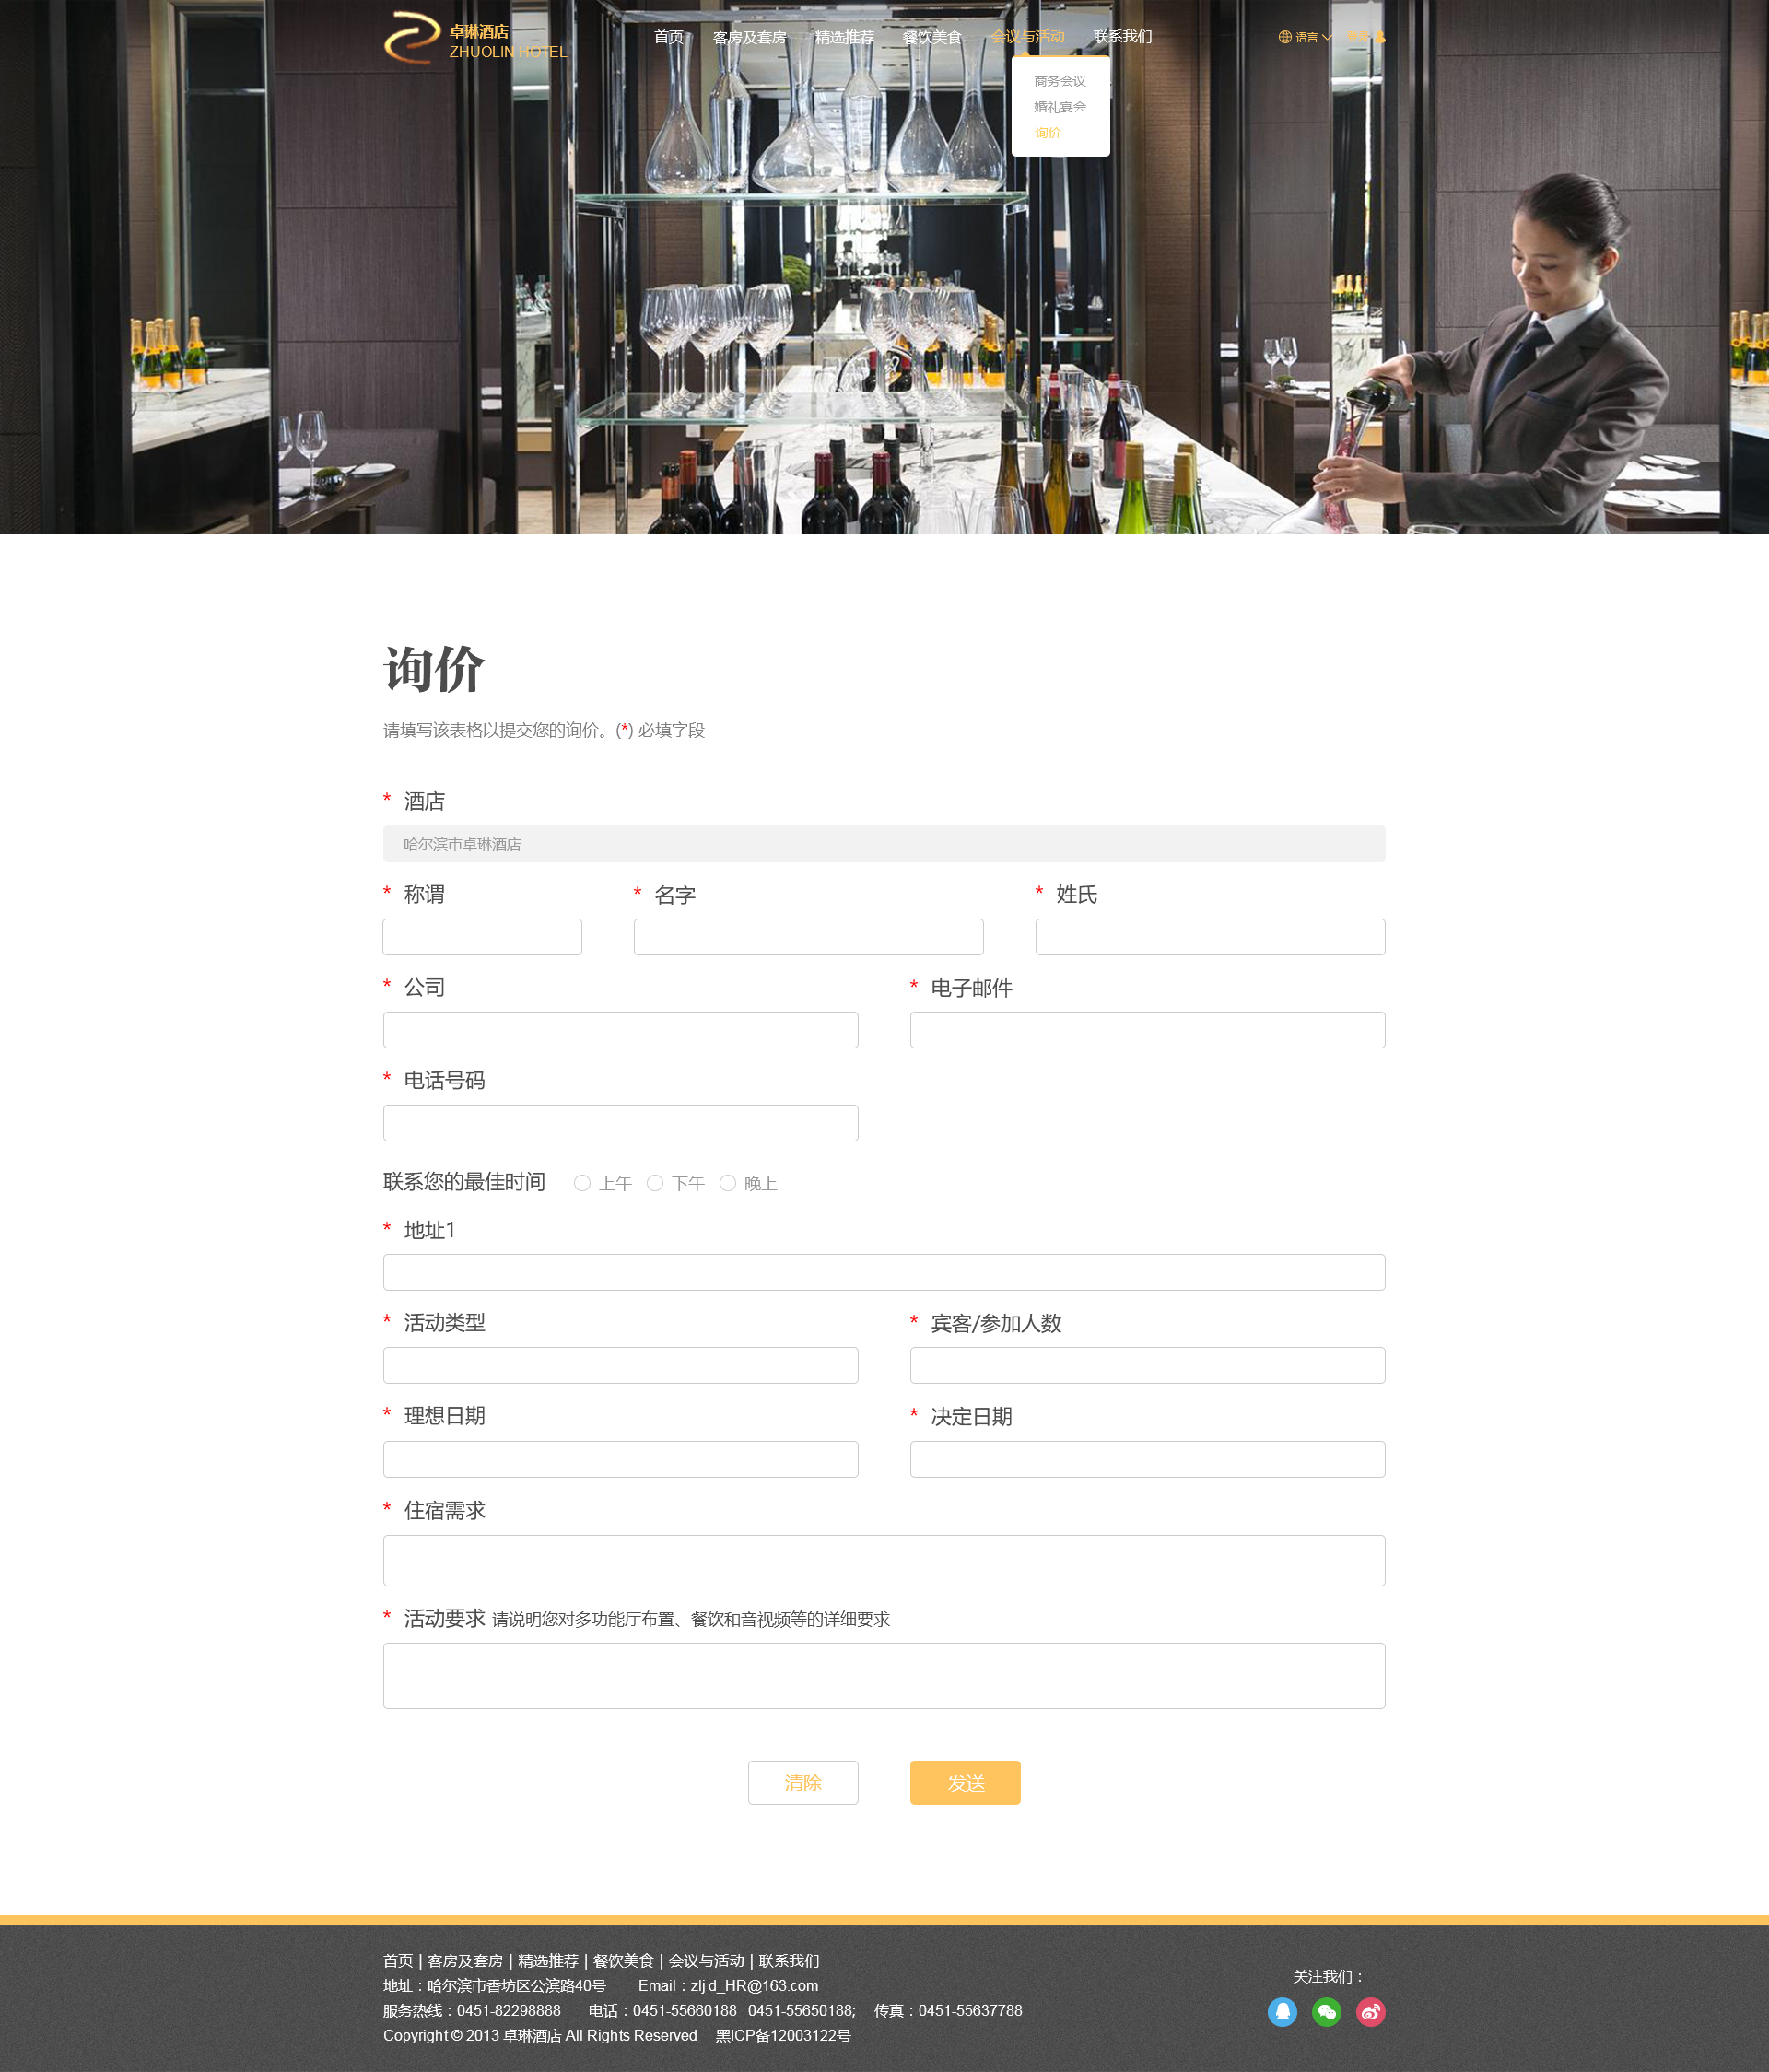 卓琳酒店
ZHUOLIN HOTEL
首页 客房及套房 精选推荐 餐饮美食 会议与活动 联系我们 语言
商务会议
婚礼宴会
询价
询价
请填写该表格以提交您的询价。(*) 必填字段
* 酒店
哈尔滨市卓琳酒店
* 称谓 * 名字 * 姓氏
* 公司 * 电子邮件
* 电话号码
联系您的最佳时间 上午 下午 晚上
* 地址1
* 活动类型 * 宾客/参加人数
* 理想日期 * 决定日期
* 住宿需求
* 活动要求 请说明您对多功能厅布置、餐饮和音视频等的详细要求
清除 发送
首页 | 客房及套房 | 精选推荐 | 餐饮美食 | 会议与活动 | 联系我们
地址：哈尔滨市香坊区公滨路40号 Email：zljd_HR@163.com
服务热线：0451-82298888 电话：0451-55660188 0451-55650188; 传真：0451-55637788
Copyright © 2013 卓琳酒店 All Rights Reserved 黑ICP备12003122号
关注我们：